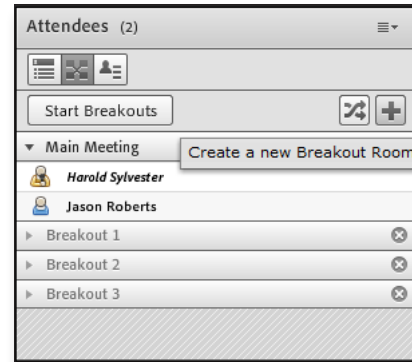 Attendees (2)
Start Breakouts
Main Meeting
Create a new Breakout Room
Harold Sylvester
Jason Roberts
Breakout 1
Breakout 2
Breakout 3